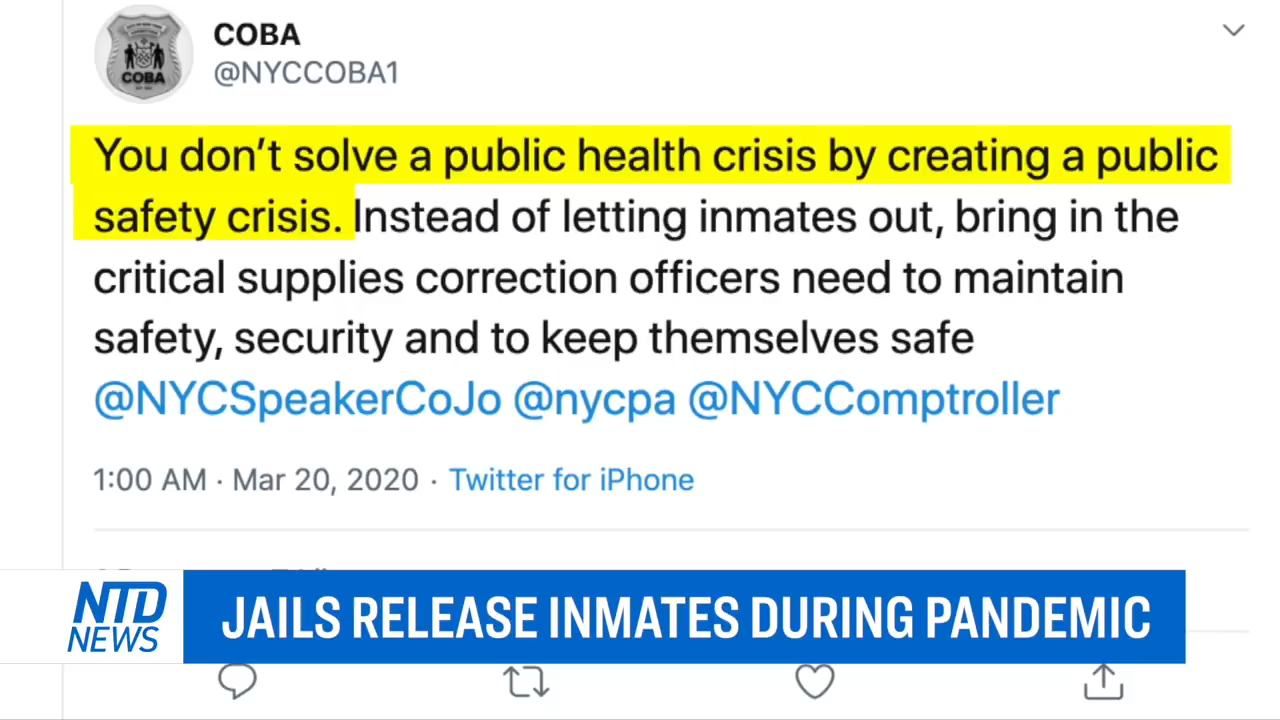 COBA
COBA
@NYCCOBA1
You don't solve a public health crisis by creating a public
safety crisis. Instead of letting inmates out, bring in the
critical supplies correction officers need to maintain
safety, security and to keep themselves safe
@NYCSpeakerCoJo @nycpa @NYCComptroller
1:00 AM · Mar 20, 2020 · Twitter for iPhone
NTD
NEWS
JAILS RELEASE INMATES DURING PANDEMIC